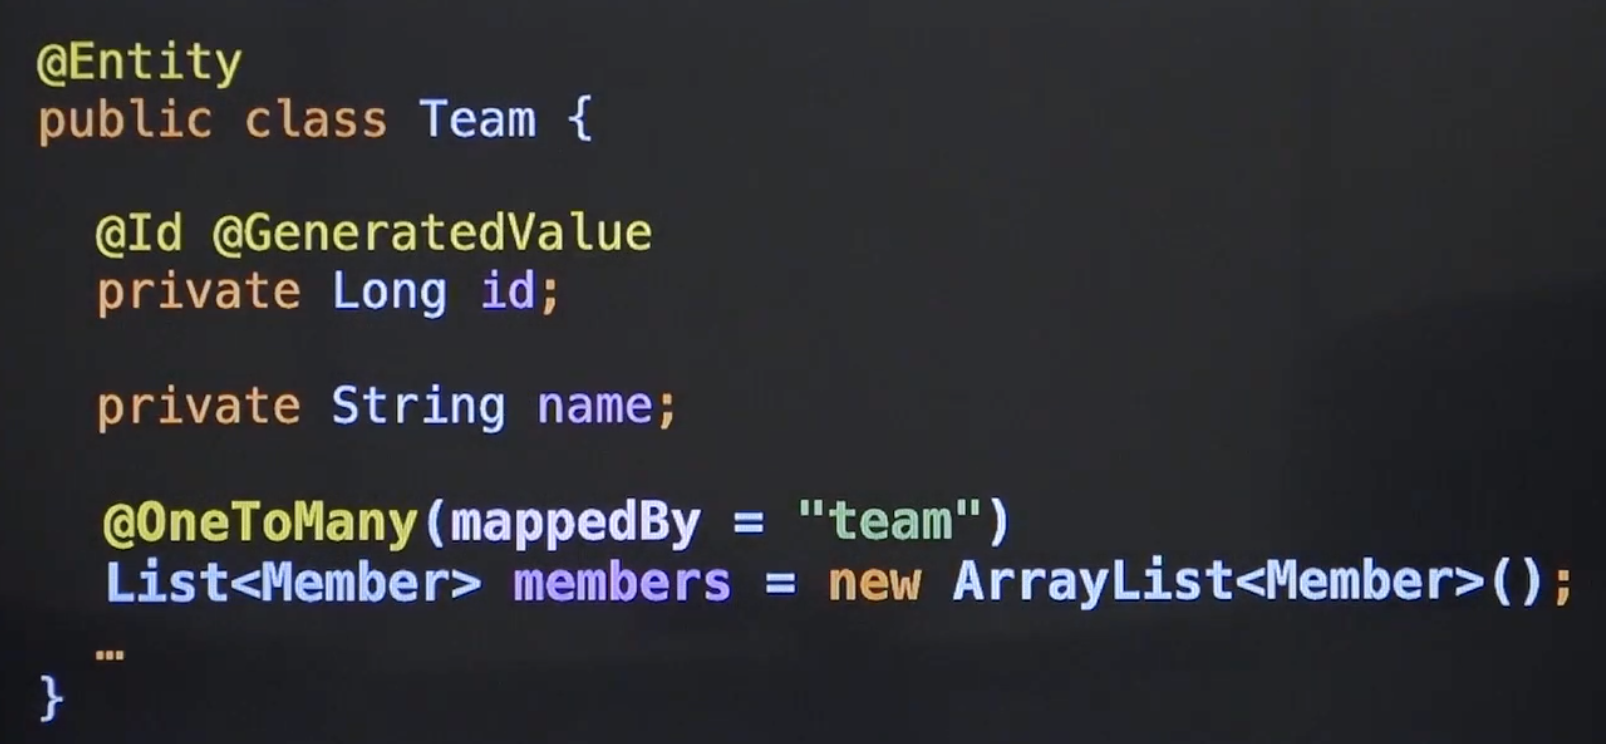 @Entity
public class Team {
@Id @GeneratedValue
private Long id;
private String name;
@OneToMany(mappedBy = "team")
List<Member> members = new ArrayList<Member>();
…
}